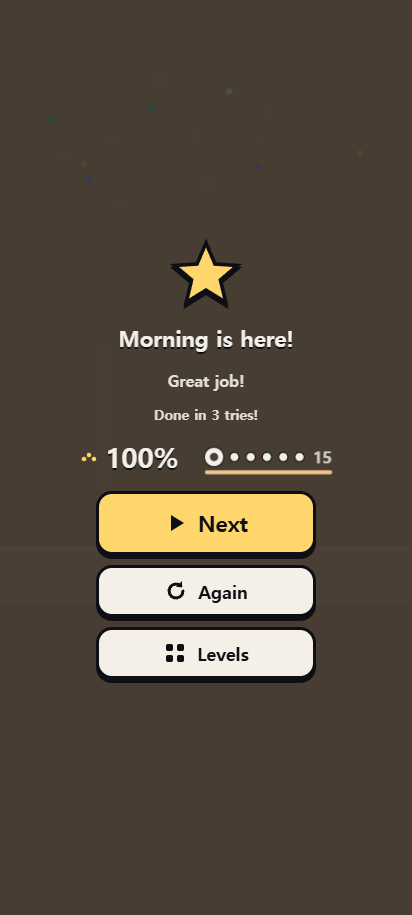 Morning is here!
Great job!
Done in 3 tries!
100% 15
Next
Again
Levels